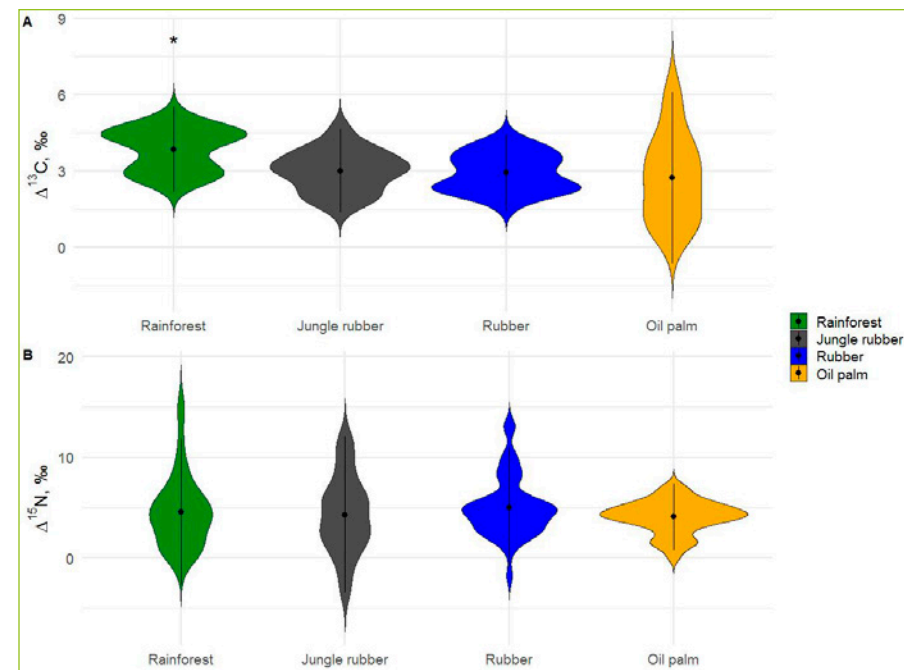 A
9
*
6
3
0
Δ ¹³C, ‰
Rainforest
Jungle rubber
Rubber
Oil palm
Rainforest
Jungle rubber
Rubber
Oil palm
B
20
10
0
Δ ¹⁵N, ‰
Rainforest
Jungle rubber
Rubber
Oil palm